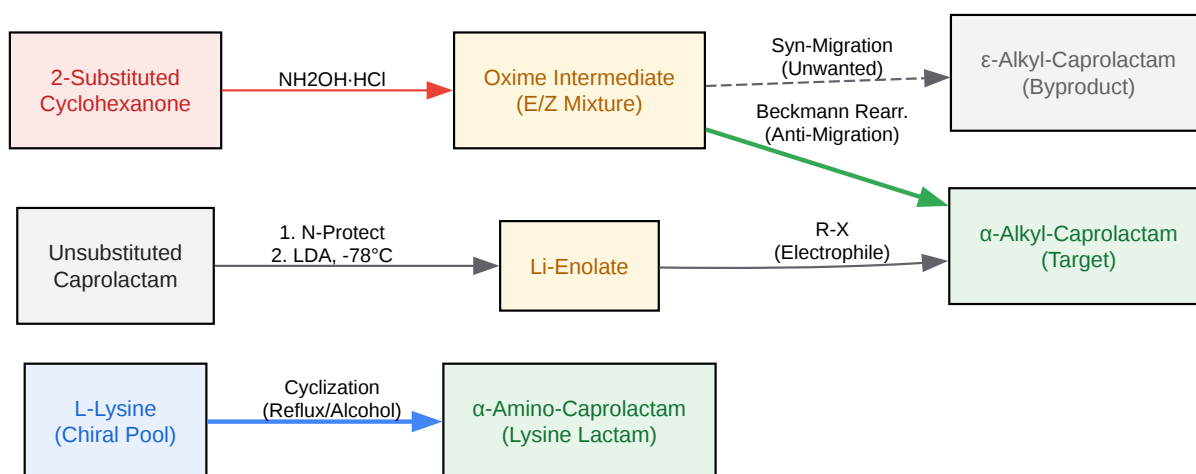 2-Substituted
Cyclohexanone
NH2OH·HCl
Oxime Intermediate
(E/Z Mixture)
Syn-Migration
(Unwanted)
ε-Alkyl-Caprolactam
(Byproduct)
Beckmann Rearr.
(Anti-Migration)
α-Alkyl-Caprolactam
(Target)
Unsubstituted
Caprolactam
1. N-Protect
2. LDA, -78°C
Li-Enolate
R-X
(Electrophile)
L-Lysine
(Chiral Pool)
Cyclization
(Reflux/Alcohol)
α-Amino-Caprolactam
(Lysine Lactam)